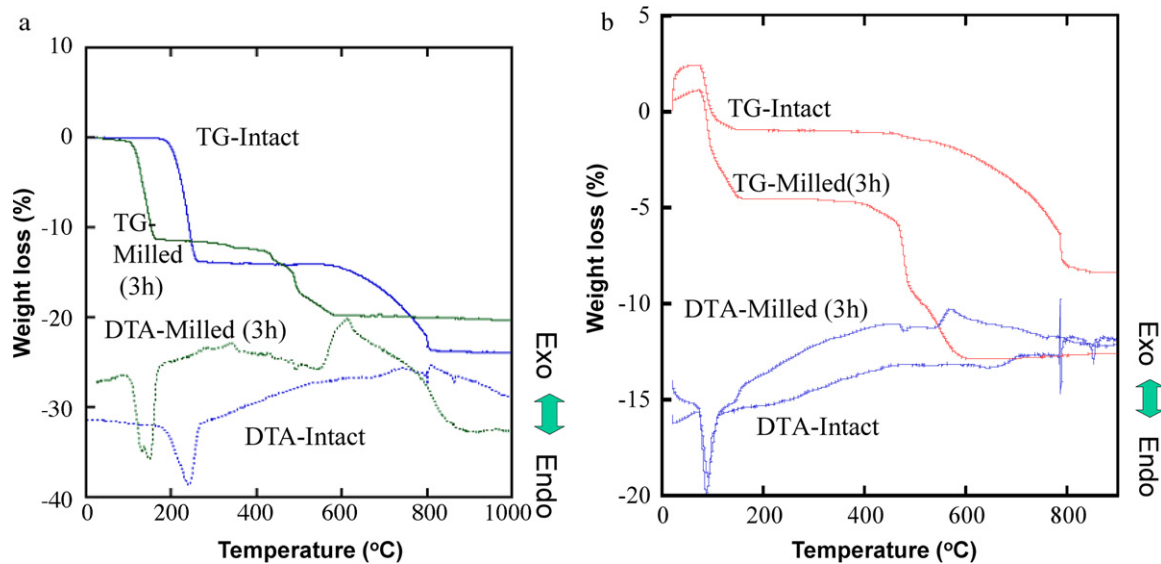 a
10
0
-10
-20
-30
-40
Weight loss (%)
TG-Intact
TG-
Milled
(3h)
DTA-Milled (3h)
DTA-Intact
0
200
400
600
800
1000
Temperature (°C)
Exo
Endo
b
5
0
-5
-10
-15
-20
Weight loss (%)
TG-Intact
TG-Milled(3h)
DTA-Milled (3h)
DTA-Intact
0
200
400
600
800
Temperature (°C)
Exo
Endo